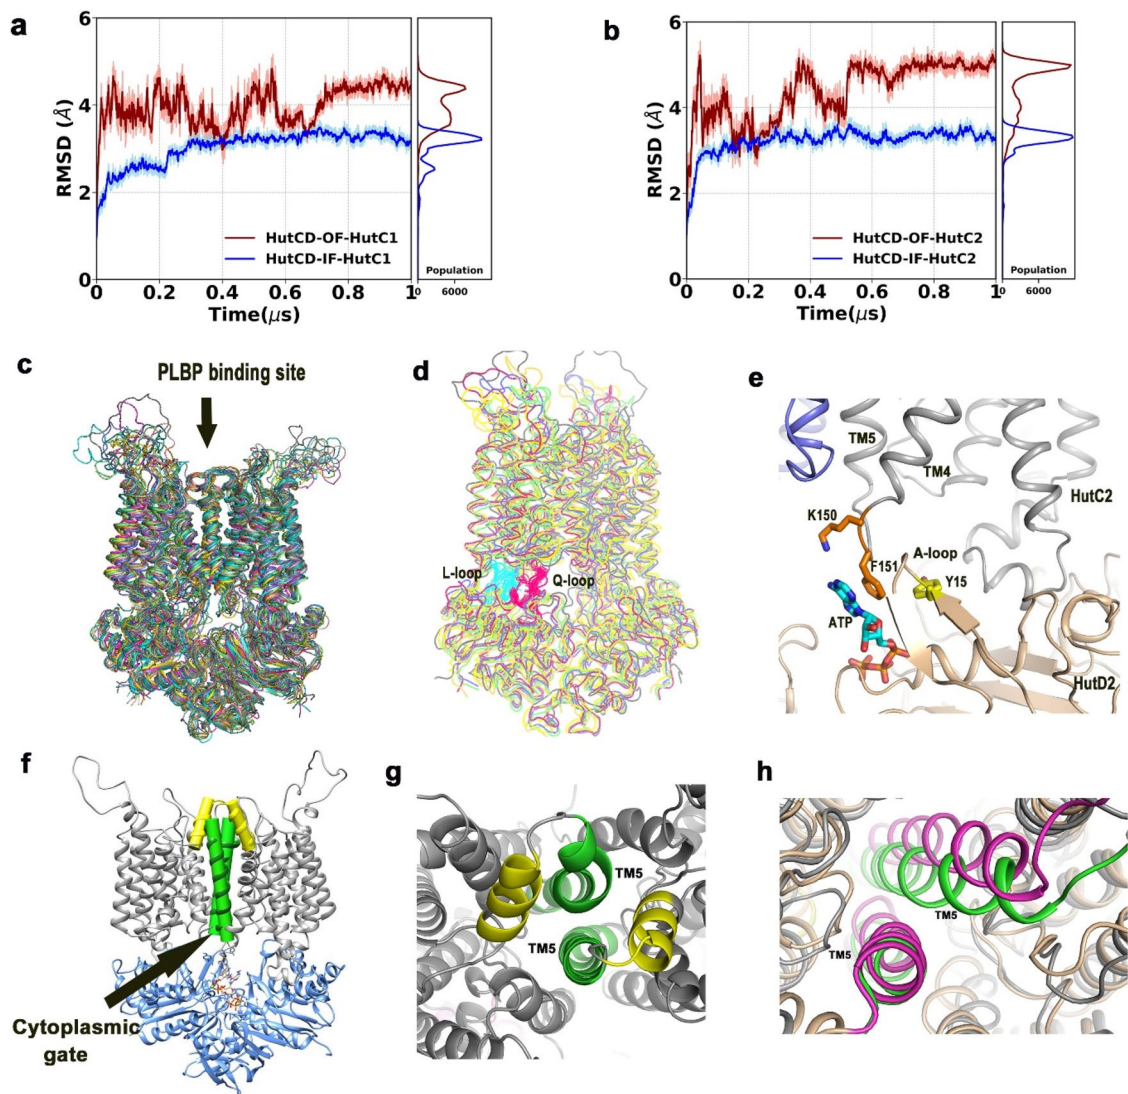 a
6
4
2
0
RMSD (Å)
HutCD-OF-HutC1
HutCD-IF-HutC1
0 0.2 0.4 0.6 0.8 1
Time(μs)
Population
0 6000
b
6
4
2
0
RMSD (Å)
HutCD-OF-HutC2
HutCD-IF-HutC2
0 0.2 0.4 0.6 0.8 1
Time(μs)
Population
0 6000
c
PLBP binding site
d
L-loop
Q-loop
e
TM5
TM4
HutC2
K150
F151
A-loop
Y15
ATP
HutD2
f
Cytoplasmic
gate
g
TM5
TM5
h
TM5
TM5